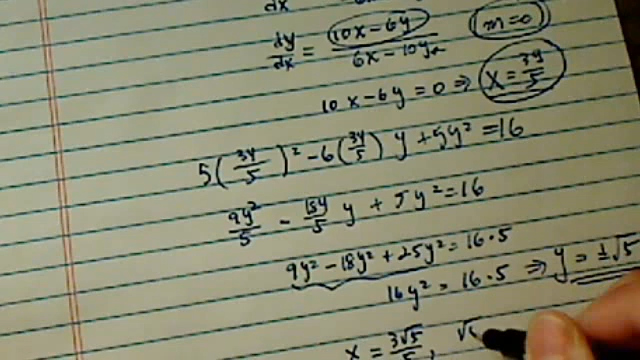 dx
dy/dx = (10x - 6y)/(6x - 10y) m = 0
10x - 6y = 0 ⇒ x = 3y/5
5(3y/5)² - 6(3y/5)y + 5y² = 16
9y²/5 - 18y/5 y + 5y² = 16
9y² - 18y² + 25y² = 16·5
16y² = 16·5 ⇒ y = ±√5
x = 3√5/5,